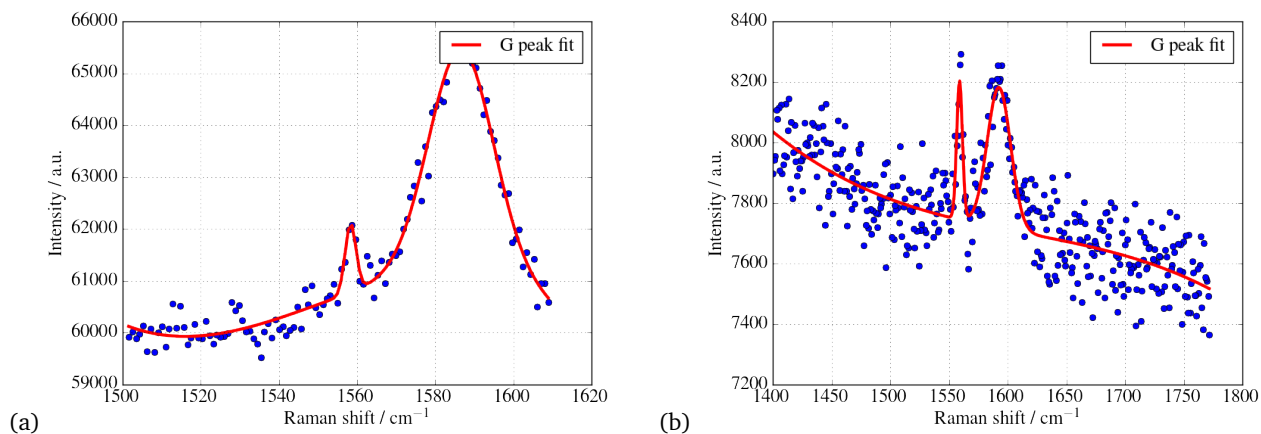 66000
65000
64000
63000
62000
61000
60000
59000
1500 1520 1540 1560 1580 1600 1620
Intensity / a.u.
Raman shift / cm⁻¹
G peak fit
(a)
8400
8200
8000
7800
7600
7400
7200
1400 1450 1500 1550 1600 1650 1700 1750 1800
Intensity / a.u.
Raman shift / cm⁻¹
G peak fit
(b)